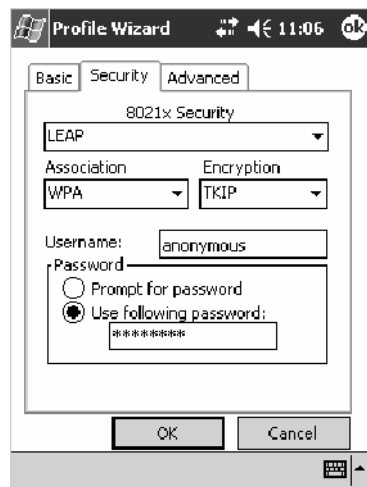 Profile Wizard 11:06 ok
Basic Security Advanced
8021x Security
LEAP
Association Encryption
WPA TKIP
Username: anonymous
Password
Prompt for password
Use following password:
********
OK Cancel